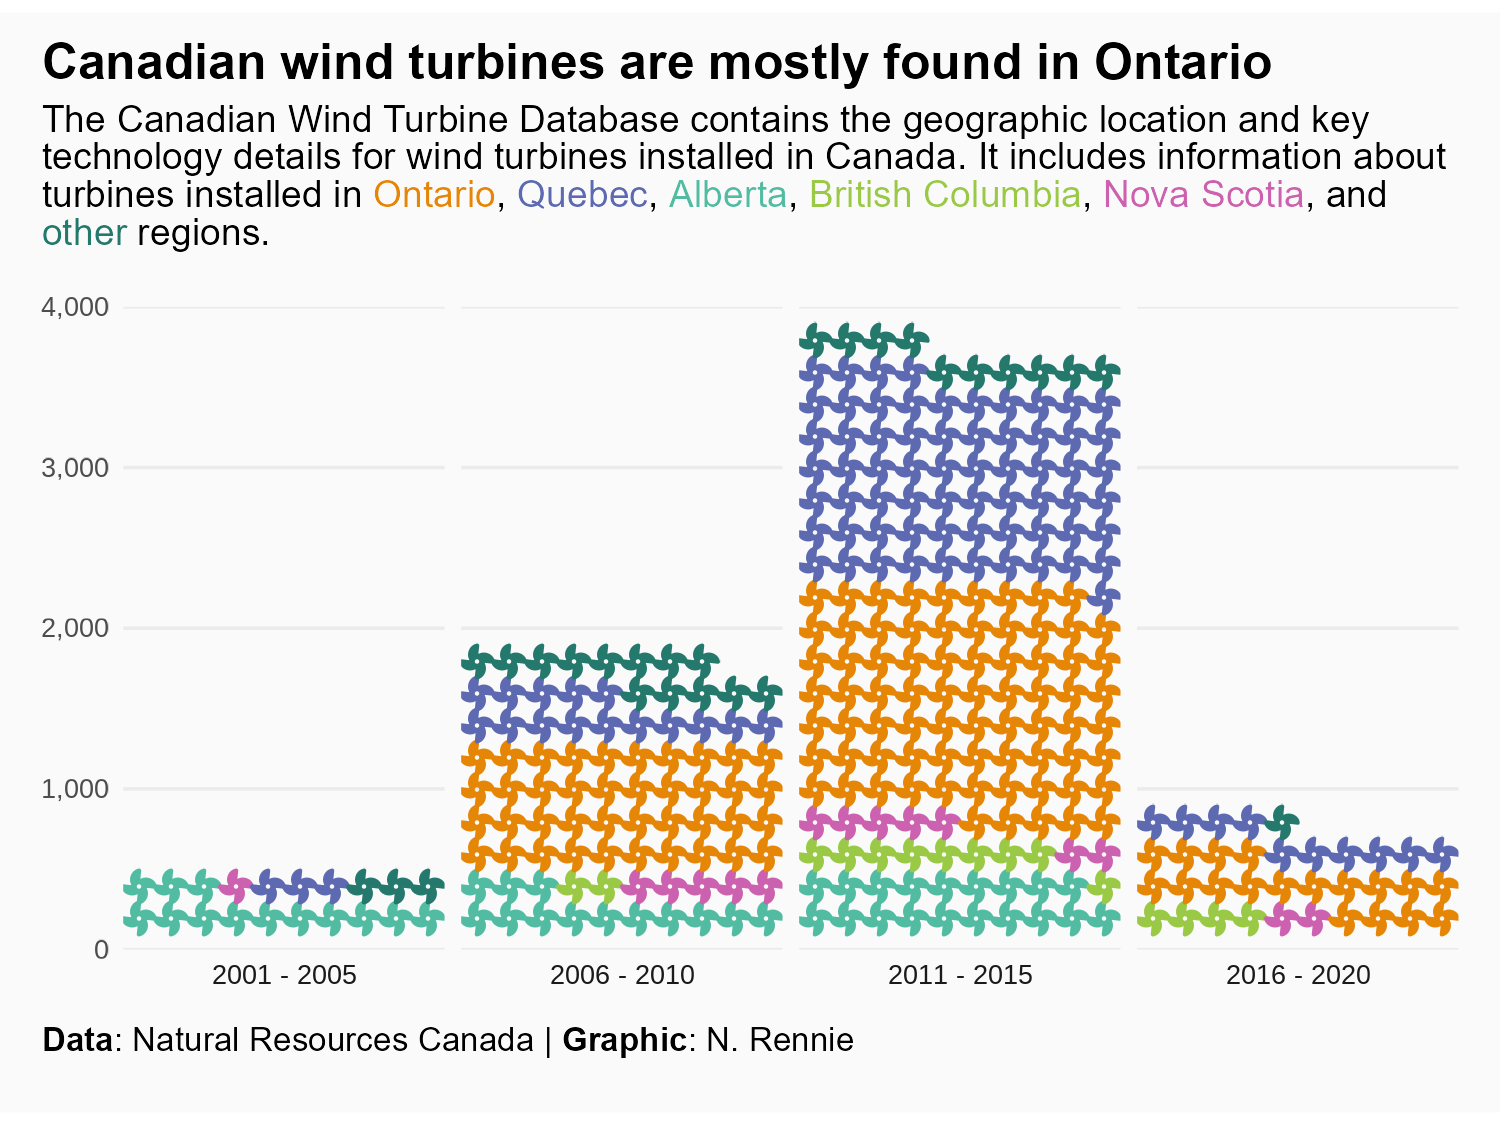 Canadian wind turbines are mostly found in Ontario
The Canadian Wind Turbine Database contains the geographic location and key
technology details for wind turbines installed in Canada. It includes information about
turbines installed in Ontario, Quebec, Alberta, British Columbia, Nova Scotia, and
other regions.
4,000
3,000
2,000
1,000
0
2001 - 2005
2006 - 2010
2011 - 2015
2016 - 2020
Data: Natural Resources Canada | Graphic: N. Rennie